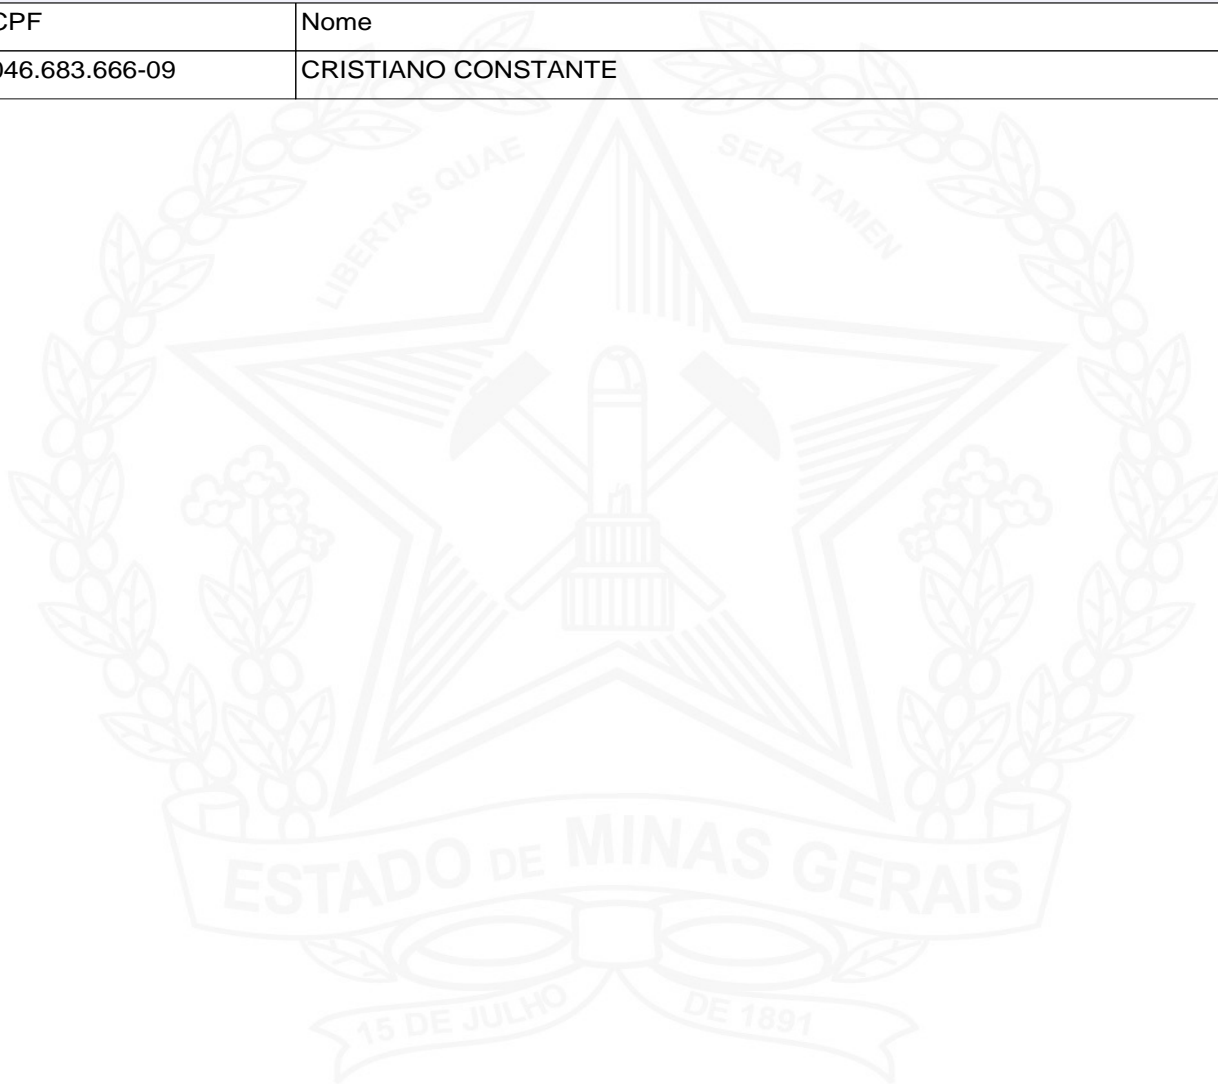 CPF Nome
046.683.666-09 CRISTIANO CONSTANTE
LIBERTAS QUAE SERA TAMEN
ESTADO DE MINAS GERAIS
15 DE JULHO DE 1891